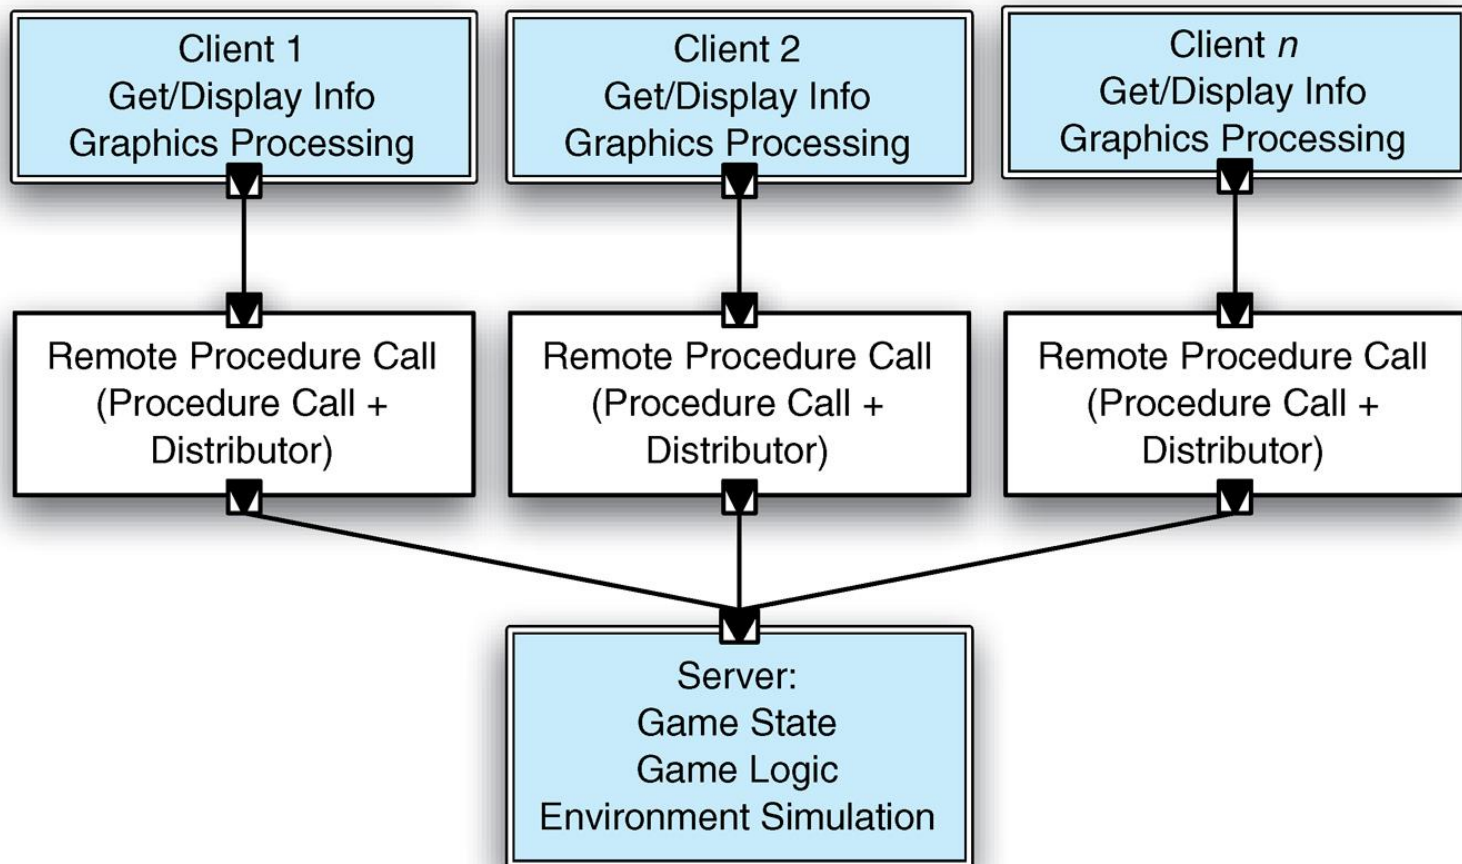 Client 1
Get/Display Info
Graphics Processing
Client 2
Get/Display Info
Graphics Processing
Client n
Get/Display Info
Graphics Processing
Remote Procedure Call
(Procedure Call +
Distributor)
Remote Procedure Call
(Procedure Call +
Distributor)
Remote Procedure Call
(Procedure Call +
Distributor)
Server:
Game State
Game Logic
Environment Simulation